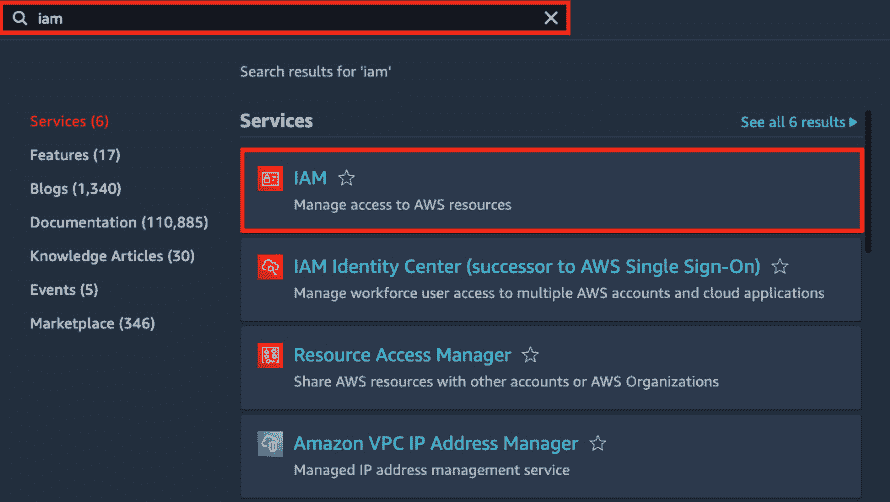 iam
Search results for 'iam'
Services (6)
Features (17)
Blogs (1,340)
Documentation (110,885)
Knowledge Articles (30)
Events (5)
Marketplace (346)
Services
See all 6 results
IAM
Manage access to AWS resources
IAM Identity Center (successor to AWS Single Sign-On)
Manage workforce user access to multiple AWS accounts and cloud applications
Resource Access Manager
Share AWS resources with other accounts or AWS Organizations
Amazon VPC IP Address Manager
Managed IP address management service